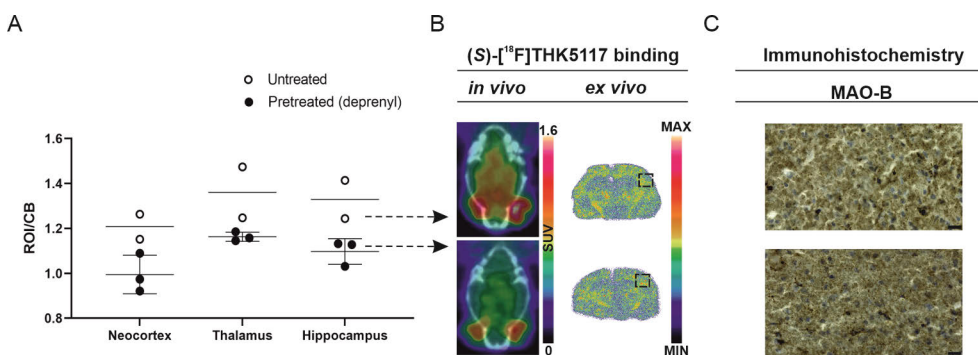 A
Untreated
Pretreated (deprenyl)
1.6
1.4
1.2
1.0
0.8
ROI/CB
Neocortex
Thalamus
Hippocampus
B
(S)-[¹⁸F]THK5117 binding
in vivo
ex vivo
1.6
SUV
0
MAX
MIN
C
Immunohistochemistry
MAO-B